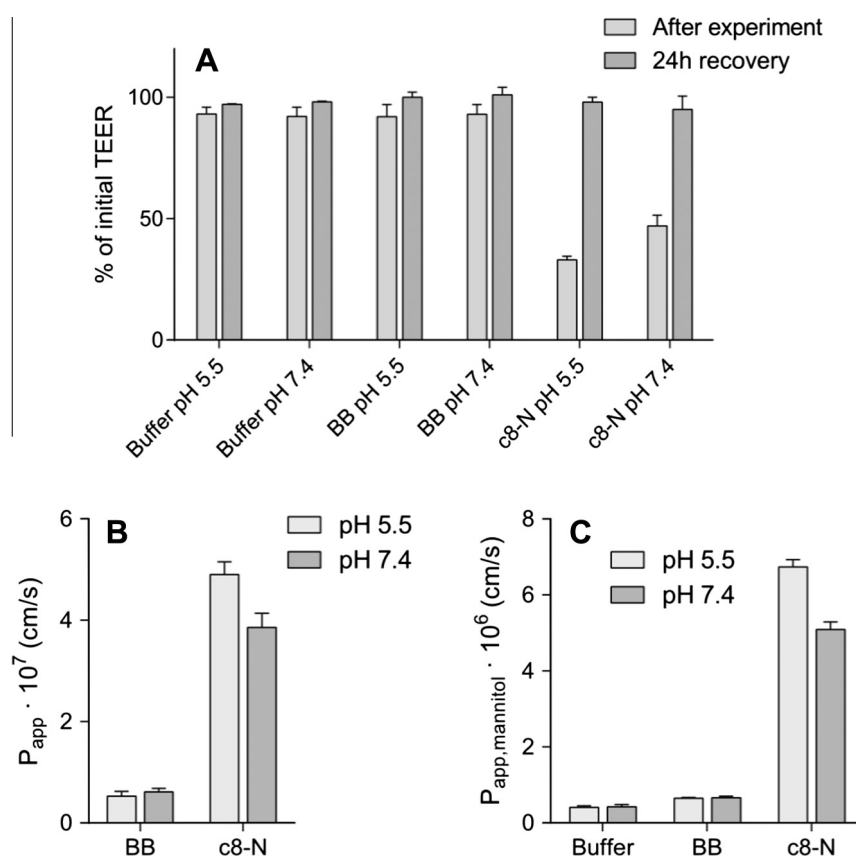 A
After experiment
24h recovery
% of initial TEER
100
50
0
Buffer pH 5.5
Buffer pH 7.4
BB pH 5.5
BB pH 7.4
c8-N pH 5.5
c8-N pH 7.4
B
pH 5.5
pH 7.4
Papp · 10⁷ (cm/s)
6
4
2
0
BB
c8-N
C
pH 5.5
pH 7.4
Papp,mannitol · 10⁶ (cm/s)
8
6
4
2
0
Buffer
BB
c8-N